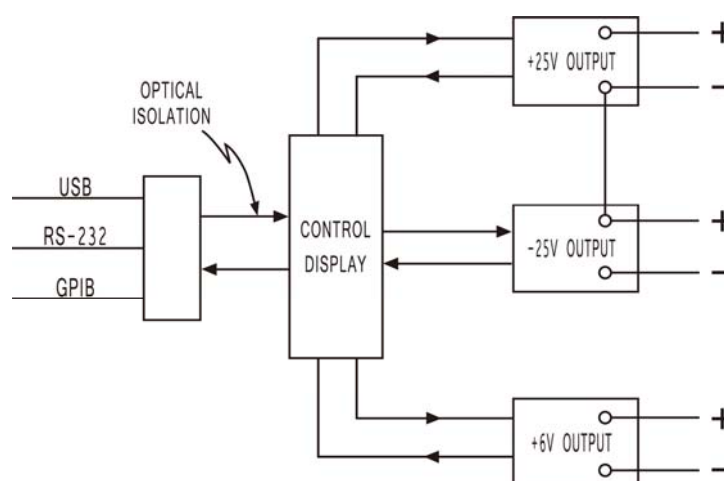 +25V OUTPUT
+
-
OPTICAL
ISOLATION
USB
RS-232
GPIB
CONTROL
DISPLAY
-25V OUTPUT
+
-
+6V OUTPUT
+
-